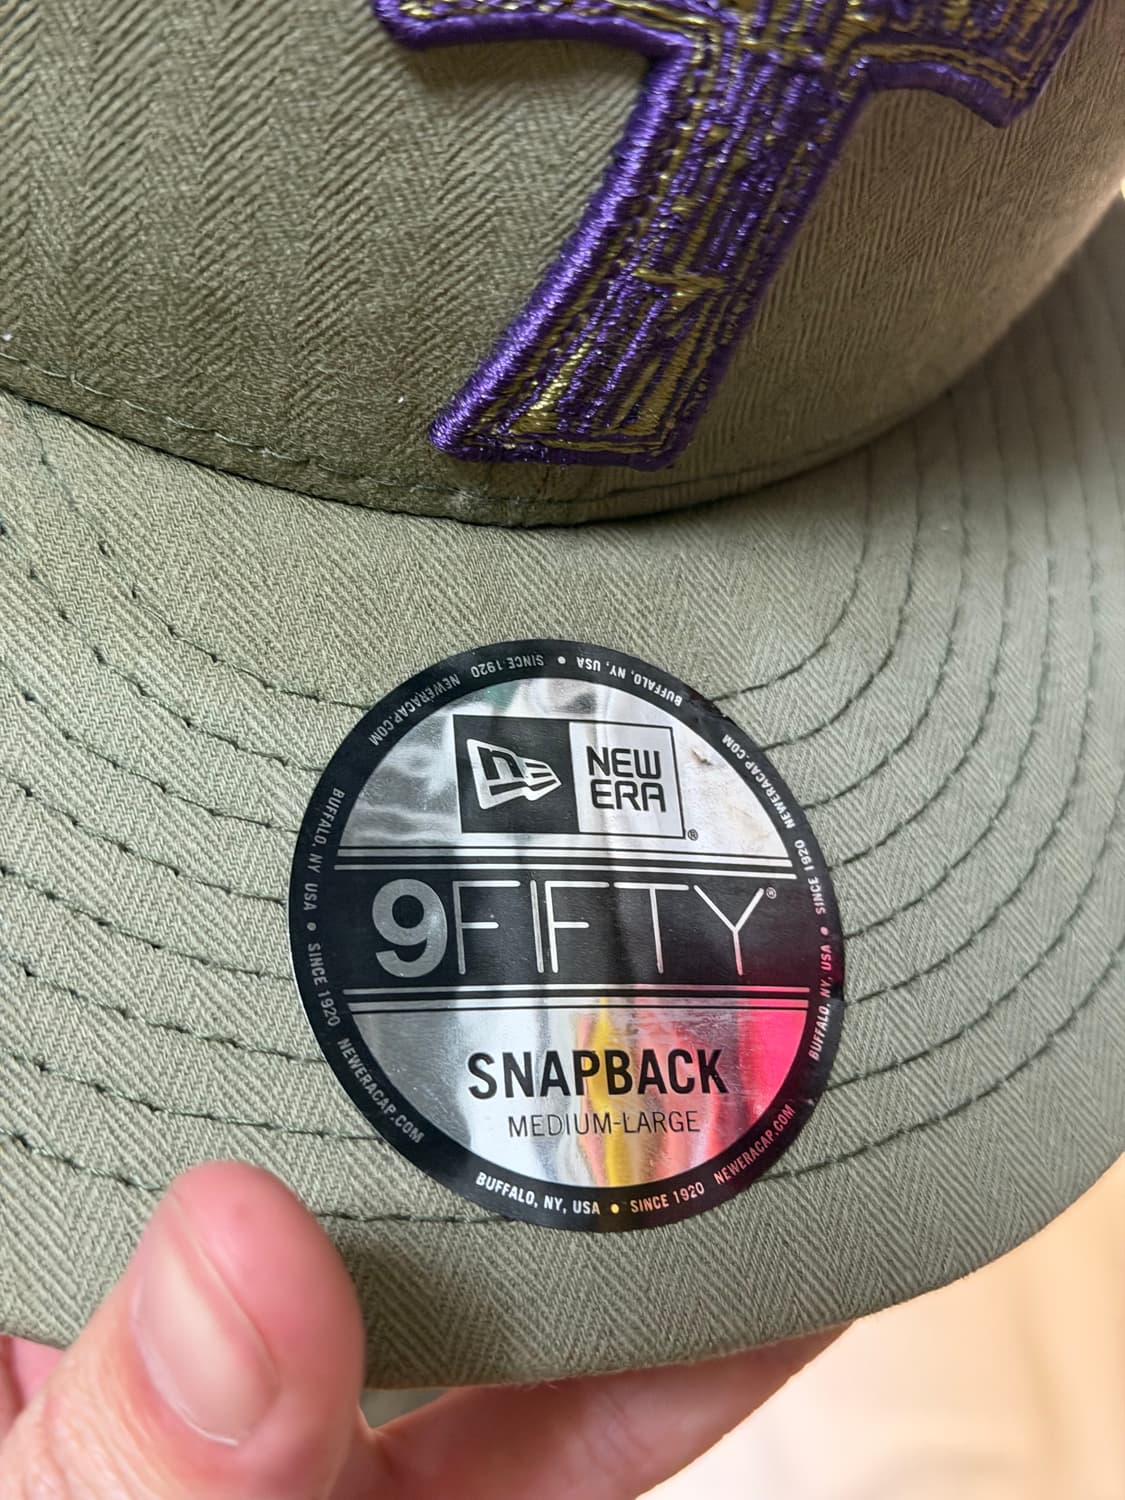 NEW
ERA®
9FIFTY®
SNAPBACK
MEDIUM-LARGE
BUFFALO, NY, USA • SINCE 1920 NEWERACAP.COM
BUFFALO, NY, USA • SINCE 1920 NEWERACAP.COM
BUFFALO, NY USA • SINCE 1920 NEWERACAP.COM
BUFFALO, NY, USA • SINCE 1920 NEWERACAP.COM